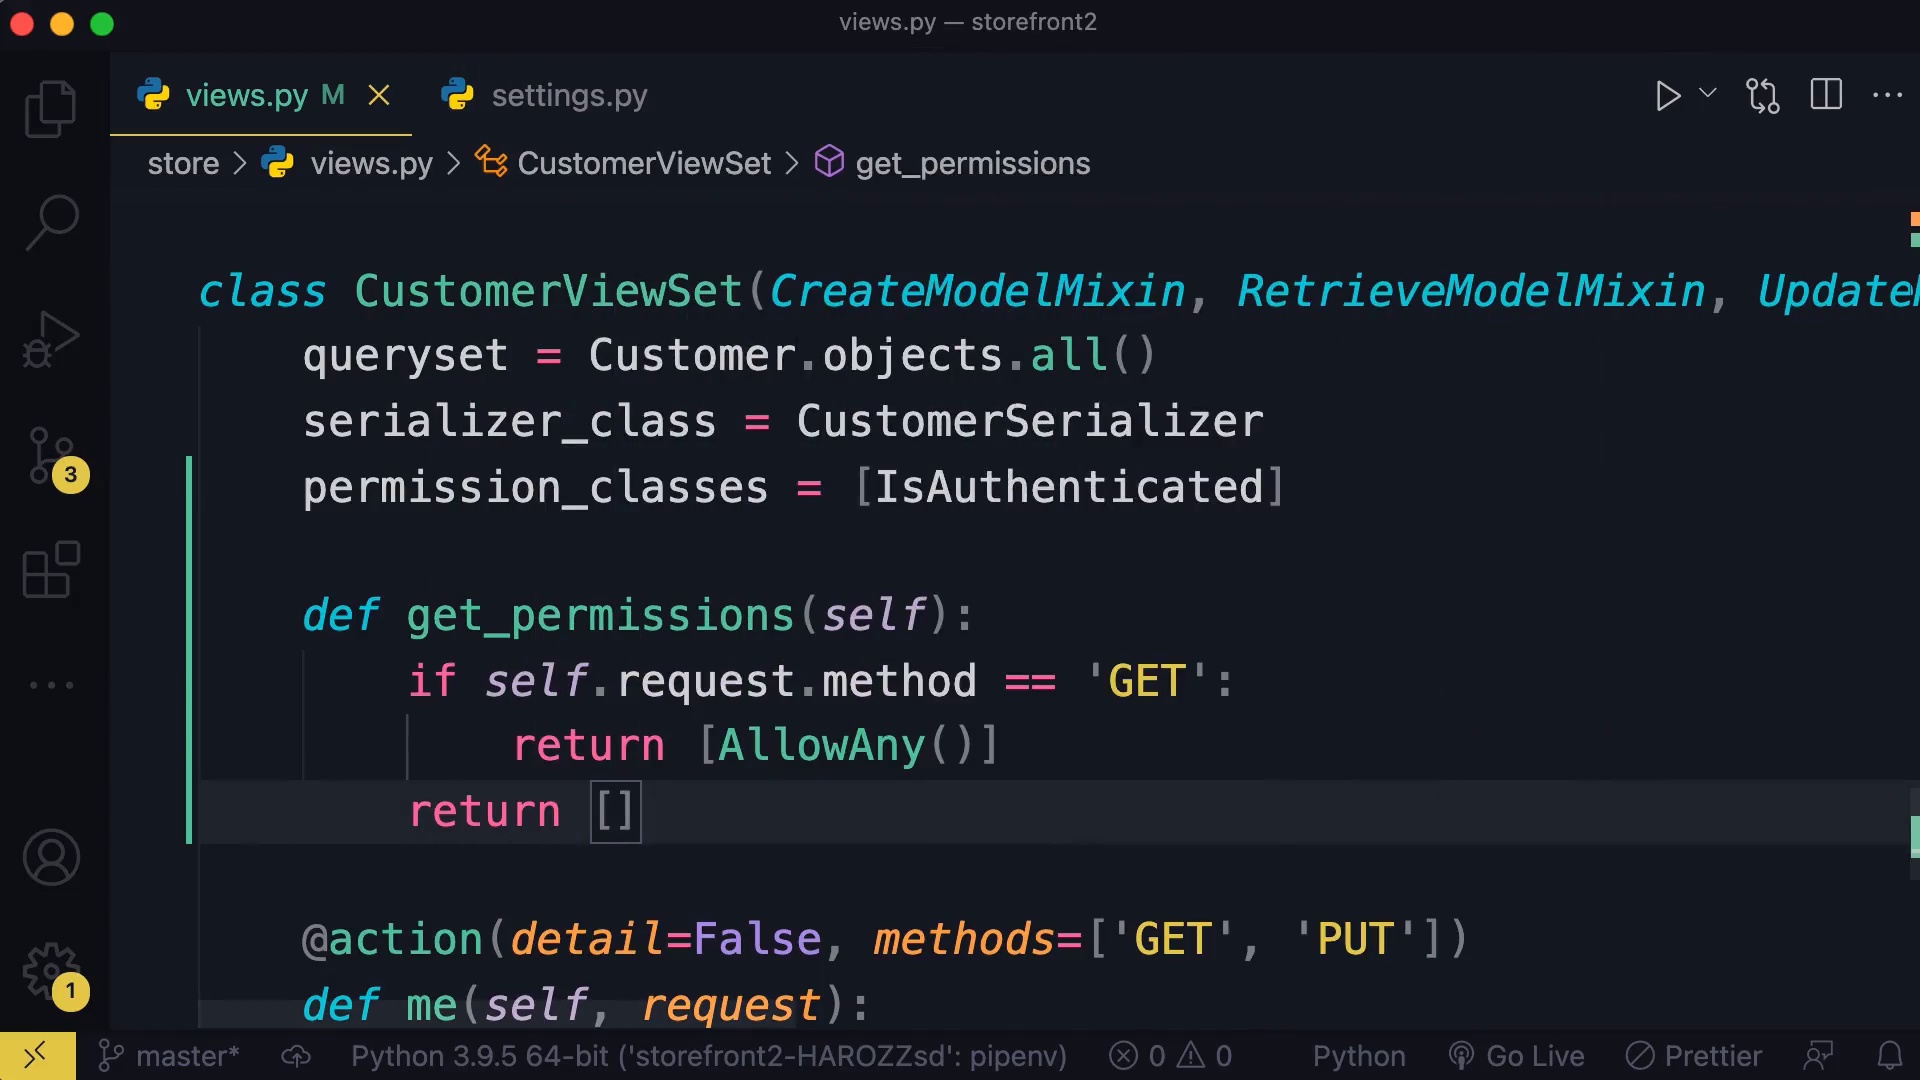 views.py — storefront2
views.py M
settings.py
store > views.py > CustomerViewSet > get_permissions
class CustomerViewSet(CreateModelMixin, RetrieveModelMixin, Update
queryset = Customer.objects.all()
serializer_class = CustomerSerializer
permission_classes = [IsAuthenticated]
def get_permissions(self):
if self.request.method == 'GET':
return [AllowAny()]
return []
@action(detail=False, methods=['GET', 'PUT'])
def me(self, request):
3
1
master* Python 3.9.5 64-bit ('storefront2-HAROZZsd': pipenv) 0 0 Python Go Live Prettier